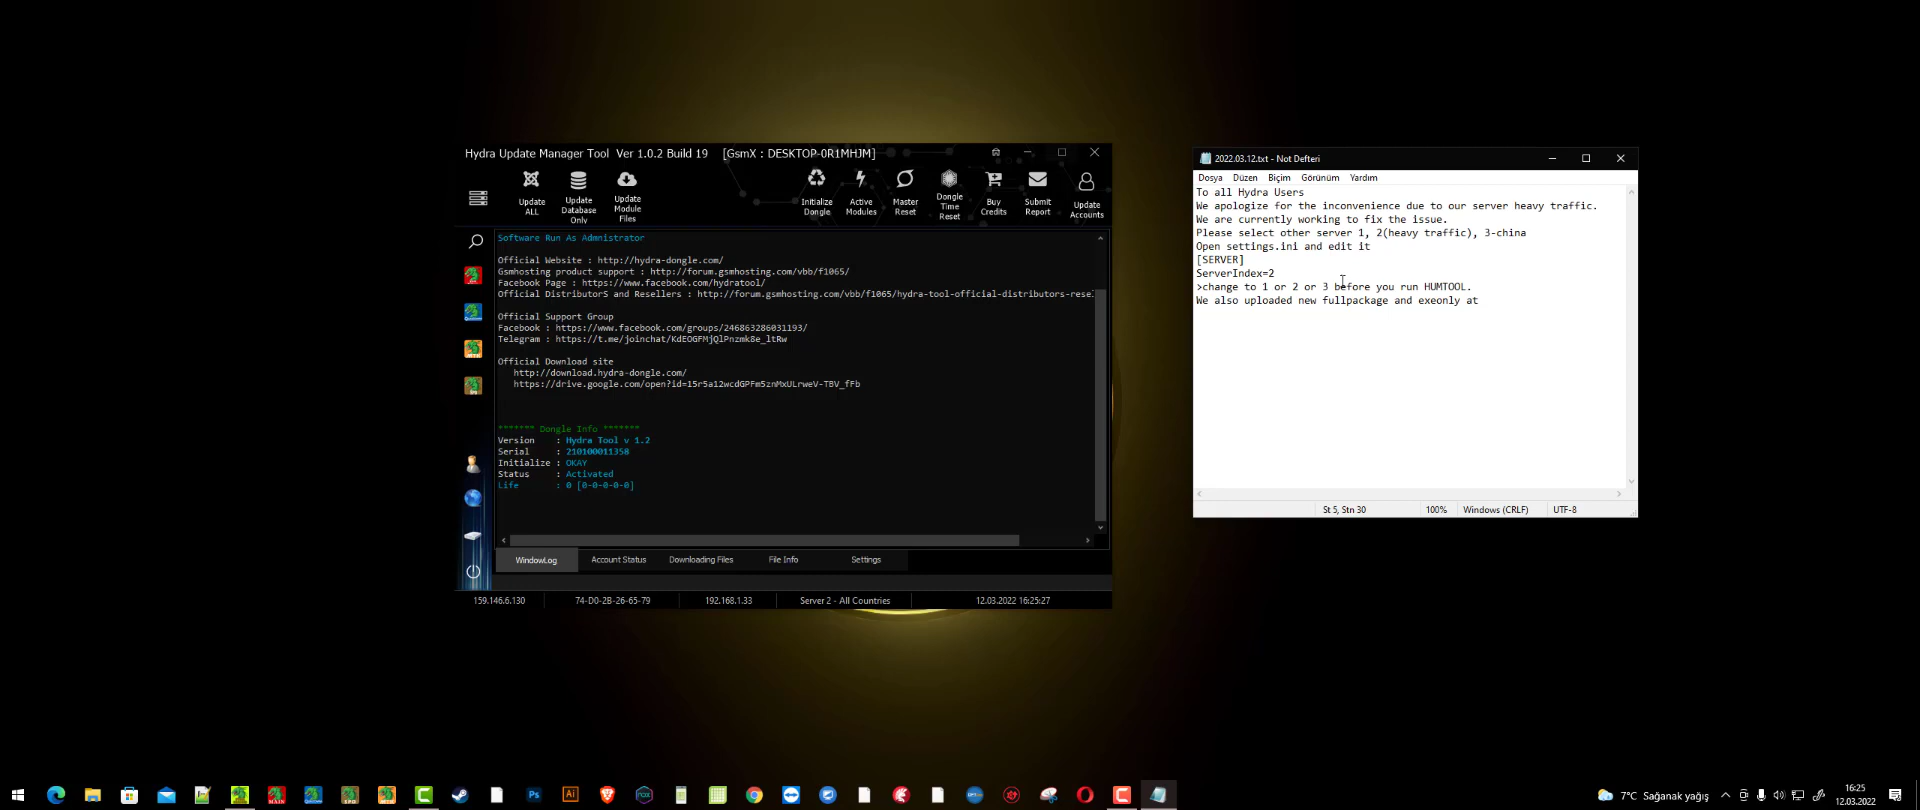 Hydra Update Manager Tool Ver 1.0.2 Build 19 [GsmX : DESKTOP-0R1MHJM]
Update ALL
Update Database Only
Update Module Files
Initialize Dongle
Active Modules
Master Reset
Dongle Time Reset
Buy Credits
Submit Report
Update Accounts
Software Run As Admnistrator
Official Website : http://hydra-dongle.com/
Gsmhosting product support : http://forum.gsmhosting.com/vbb/f1065/
Facebook Page : https://www.facebook.com/hydratool/
Official DistributorS and Resellers : http://forum.gsmhosting.com/vbb/f1065/hydra-tool-official-distributors-rese
Official Support Group
Facebook : https://www.facebook.com/groups/246863286031193/
Telegram : https://t.me/joinchat/KdEOGFMjQlPnzmk8e_ltRw
Official Download site
http://download.hydra-dongle.com/
https://drive.google.com/open?id=15r5a12wcdGPFm5znMxULrweV-TBV_fFb
******* Dongle Info *******
Version : Hydra Tool v 1.2
Serial : 210100011358
Initialize : OKAY
Status : Activated
Life : 0 [0-0-0-0-0]
WindowLog Account Status Downloading Files File Info Settings
159.146.6.130 74-D0-2B-26-65-79 192.168.1.33 Server 2 - All Countries 12.03.2022 16:25:27
2022.03.12.txt - Not Defteri
Dosya Düzen Biçim Görünüm Yardım
To all Hydra Users
We apologize for the inconvenience due to our server heavy traffic.
We are currently working to fix the issue.
Please select other server 1, 2(heavy traffic), 3-china
Open settings.ini and edit it
[SERVER]
ServerIndex=2
>change to 1 or 2 or 3 before you run HUMTOOL.
We also uploaded new fullpackage and exeonly at
St 5, Stn 30 100% Windows (CRLF) UTF-8
7°C Sağanak yağış
16:25
12.03.2022